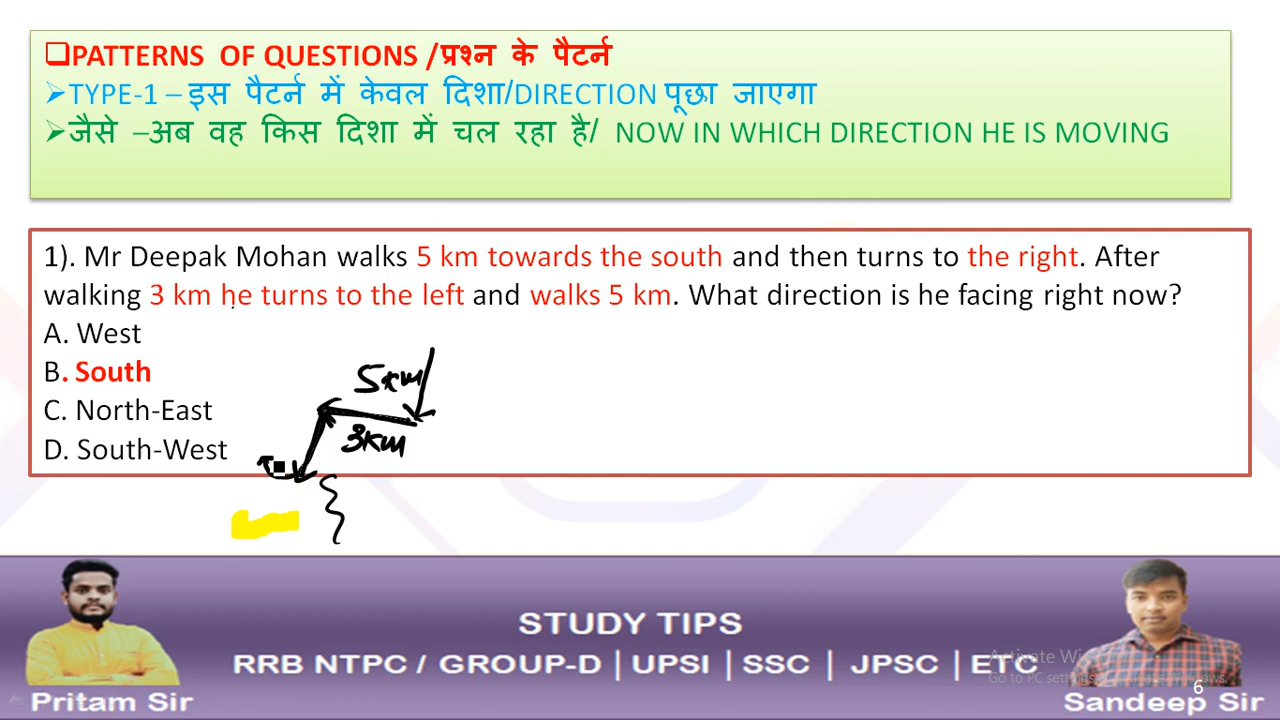 ❑PATTERNS OF QUESTIONS /प्रश्न के पैटर्न
➢TYPE-1 – इस पैटर्न में केवल दिशा/DIRECTION पूछा जाएगा
➢जैसे –अब वह किस दिशा में चल रहा है/ NOW IN WHICH DIRECTION HE IS MOVING
1). Mr Deepak Mohan walks 5 km towards the south and then turns to the right. After
walking 3 km he turns to the left and walks 5 km. What direction is he facing right now?
A. West
B. South
C. North-East
D. South-West
5km
3km
STUDY TIPS
RRB NTPC / GROUP-D | UPSI | SSC | JPSC | ETC
Pritam Sir
Sandeep Sir
6